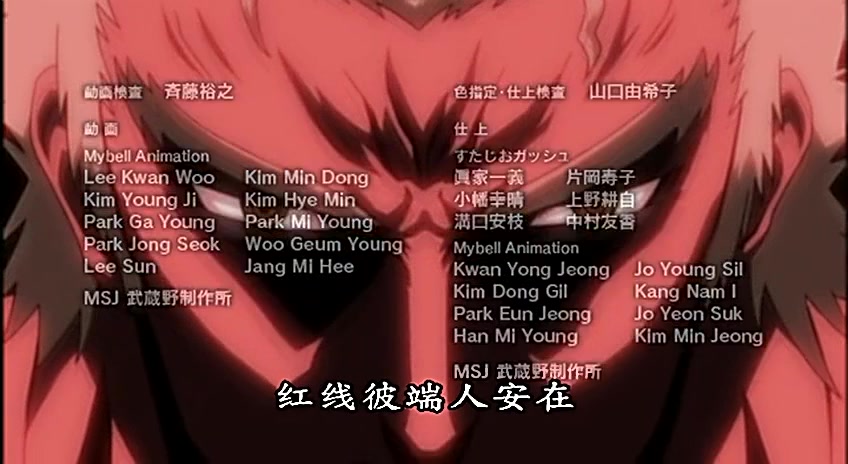 動画検査 斉藤裕之
動画
Mybell Animation
Lee Kwan Woo Kim Min Dong
Kim Young Ji Kim Hye Min
Park Ga Young Park Mi Young
Park Jong Seok Woo Geum Young
Lee Sun Jang Mi Hee
MSJ 武蔵野制作所
色指定・仕上検査 山口由希子
仕上
すたじおガッシュ
眞家一義 片岡寿子
小幡幸晴 上野耕自
溝口安枝 中村友香
Mybell Animation
Kwan Yong Jeong Jo Young Sil
Kim Dong Gil Kang Nam I
Park Eun Jeong Jo Yeon Suk
Han Mi Young Kim Min Jeong
MSJ 武蔵野制作所
红线彼端人安在